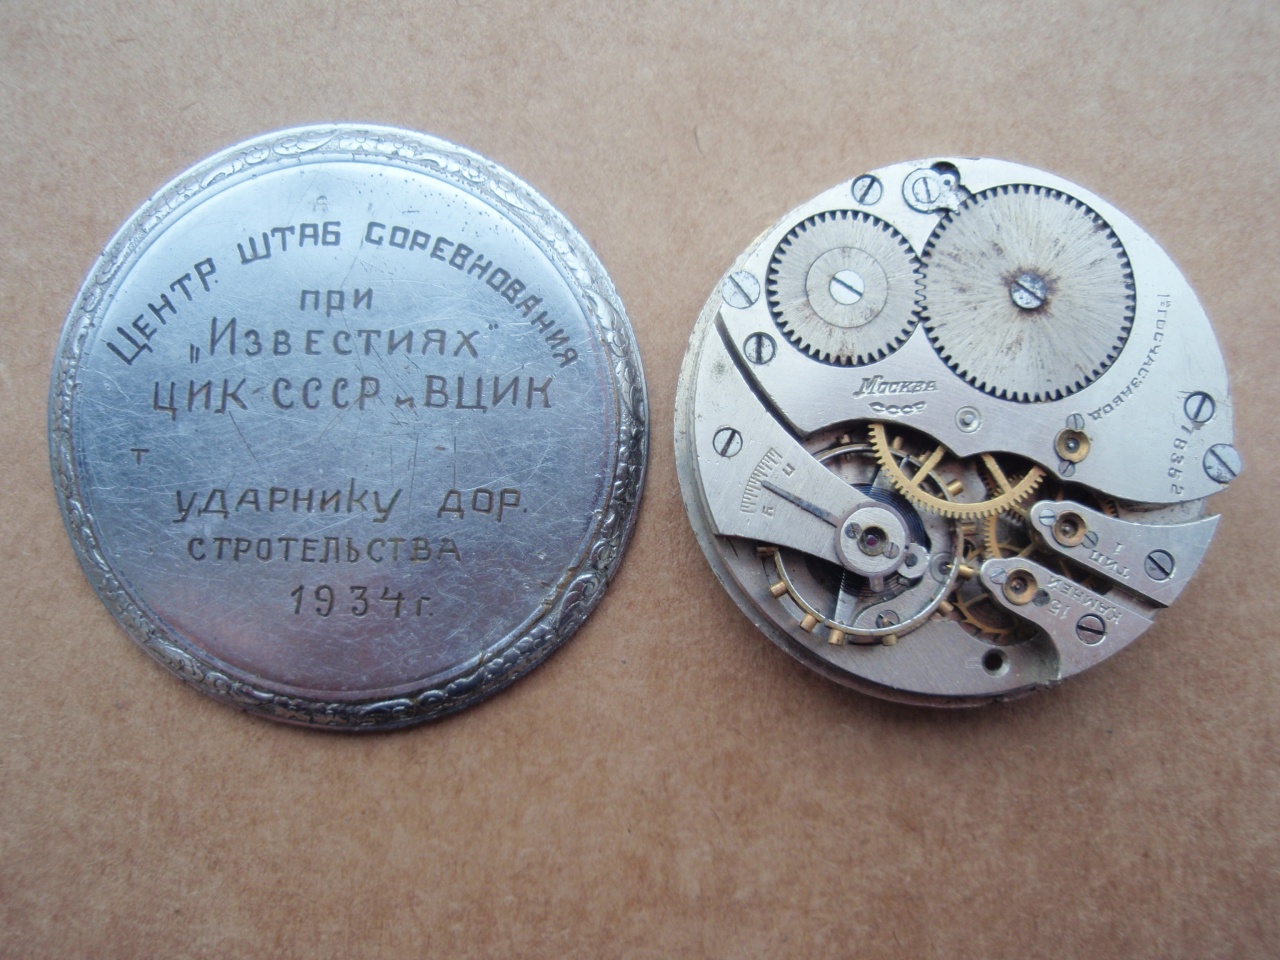 ЦЕНТР. ШТАБ СОРЕВНОВАНИЯ
при
„ИЗВЕСТИЯХ"
ЦИК СССР и ВЦИК
т
УДАРНИКУ ДОР.
СТРОТЕЛЬСТВА
1934 г.
МОСКВА
СССР
1й ГОСЧАСЗАВОД
78362
П
У
ТИП
1
15
КАМНЕЙ